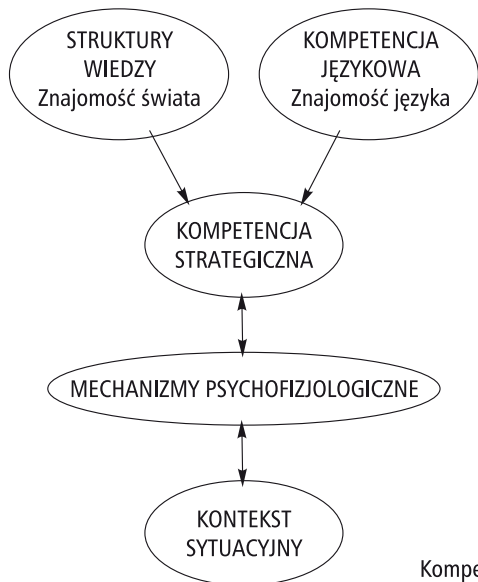 STRUKTURY
WIEDZY
Znajomość świata
KOMPETENCJA
JĘZYKOWA
Znajomość języka
KOMPETENCJA
STRATEGICZNA
MECHANIZMY PSYCHOFIZJOLOGICZNE
KONTEKST
SYTUACYJNY